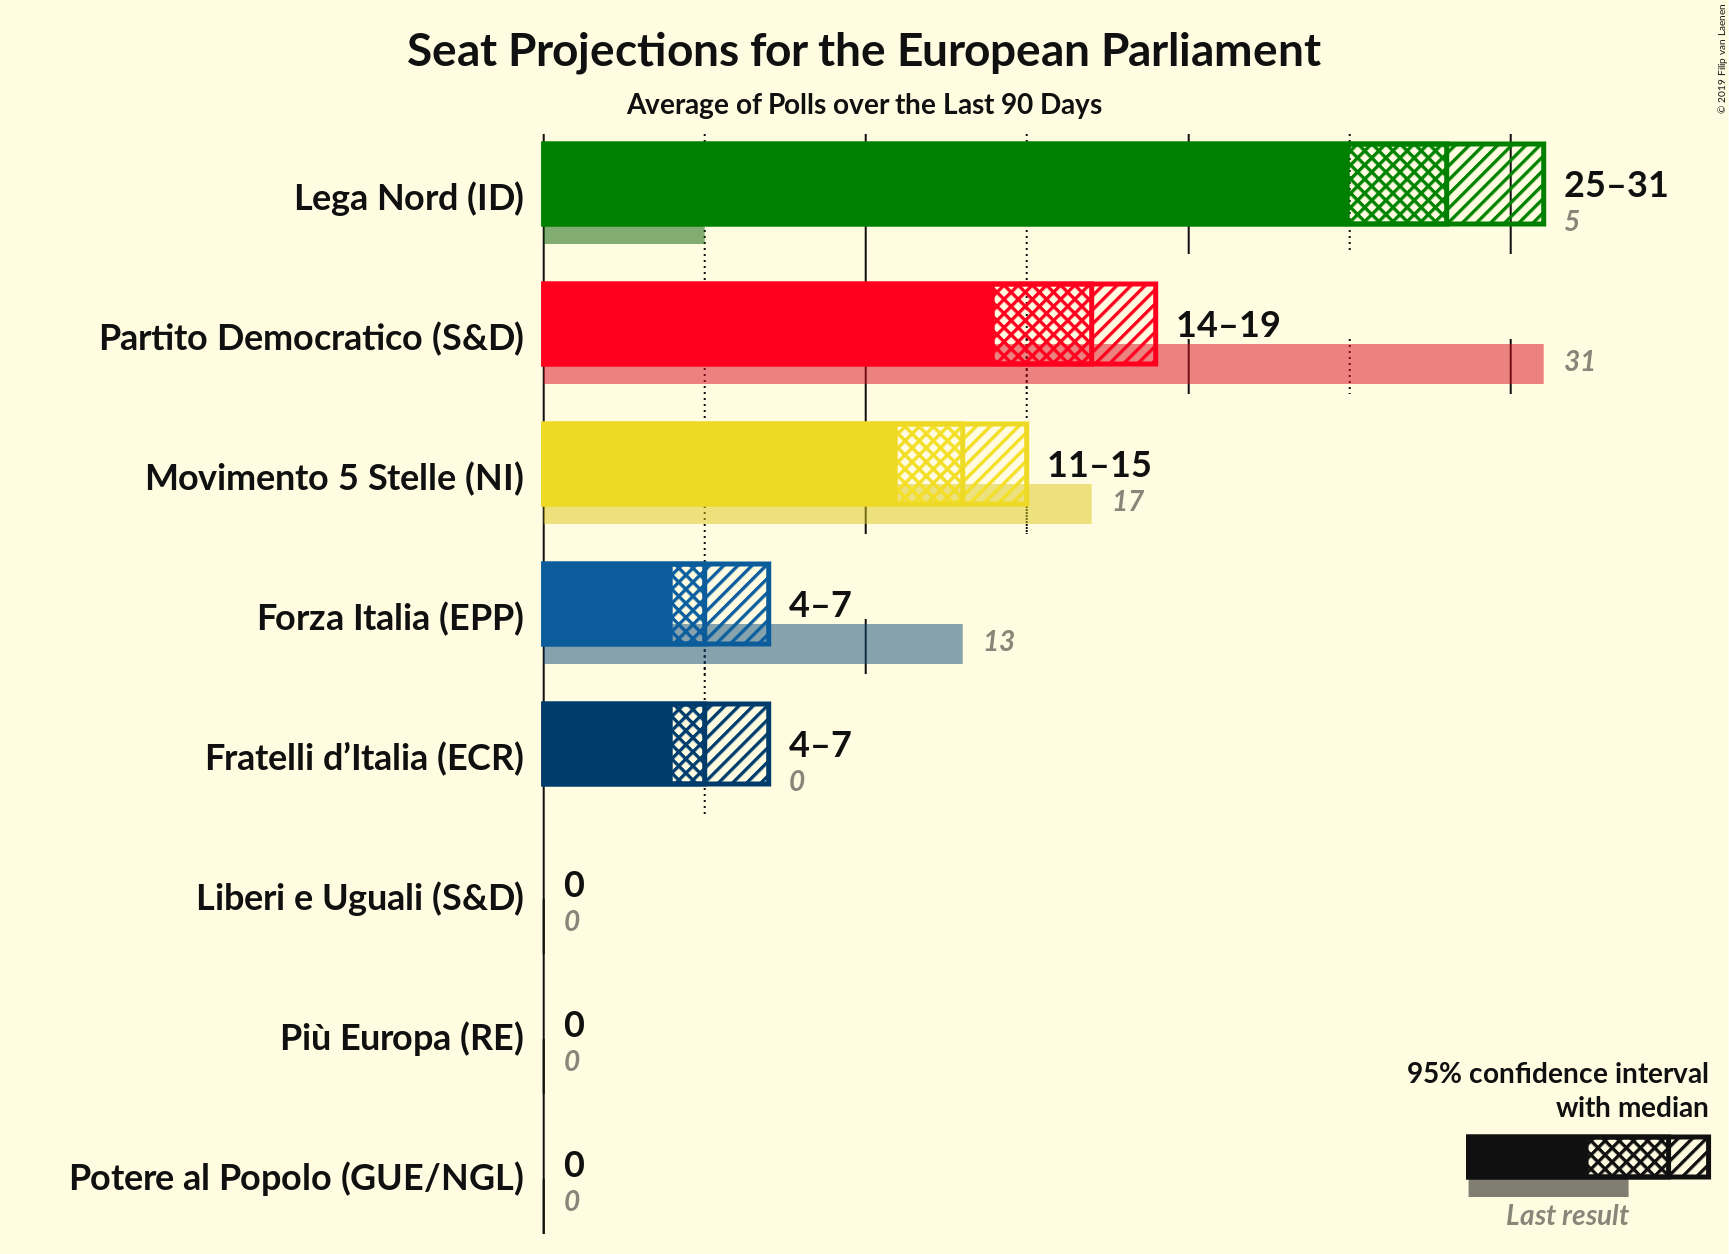 Seat Projections for the European Parliament
Average of Polls over the Last 90 Days
© 2019 Filip van Laenen
Lega Nord (ID)
25–31
5
Partito Democratico (S&D)
14–19
31
Movimento 5 Stelle (NI)
11–15
17
Forza Italia (EPP)
4–7
13
Fratelli d’Italia (ECR)
4–7
0
Liberi e Uguali (S&D)
0
0
Più Europa (RE)
0
0
Potere al Popolo (GUE/NGL)
0
0
95% confidence interval
with median
Last result